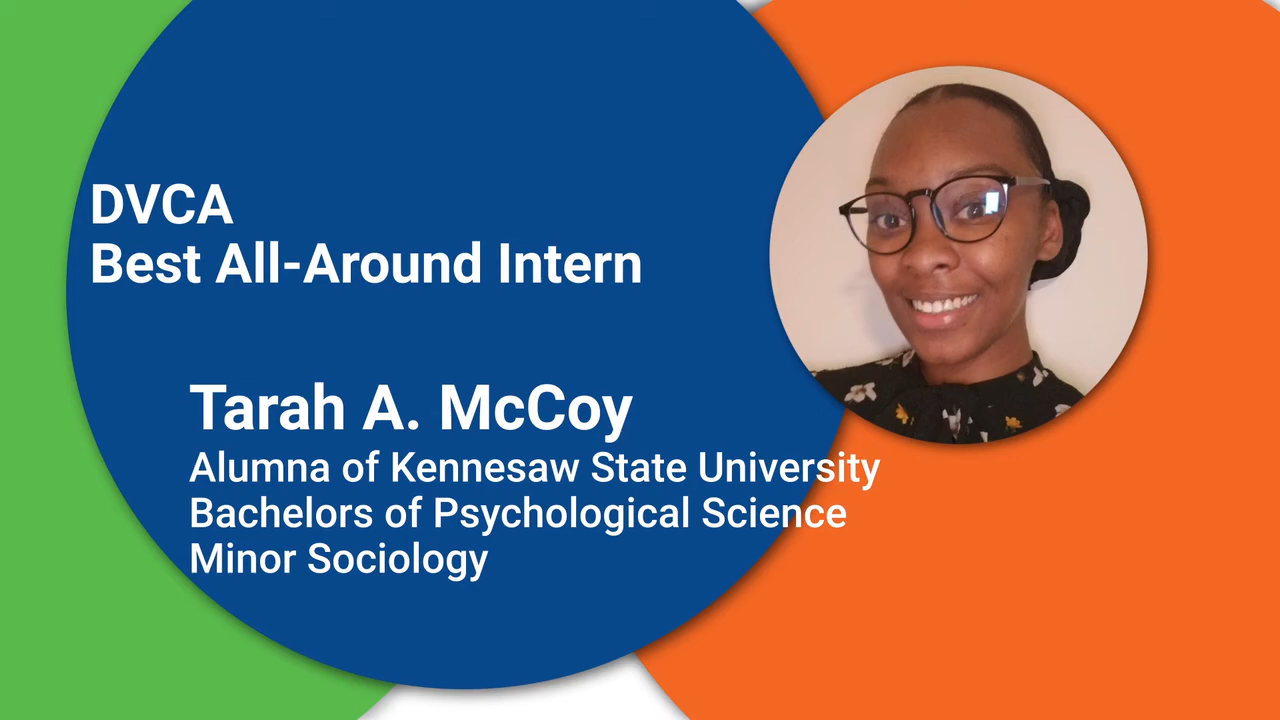 DVCA
Best All-Around Intern
Tarah A. McCoy
Alumna of Kennesaw State University
Bachelors of Psychological Science
Minor Sociology